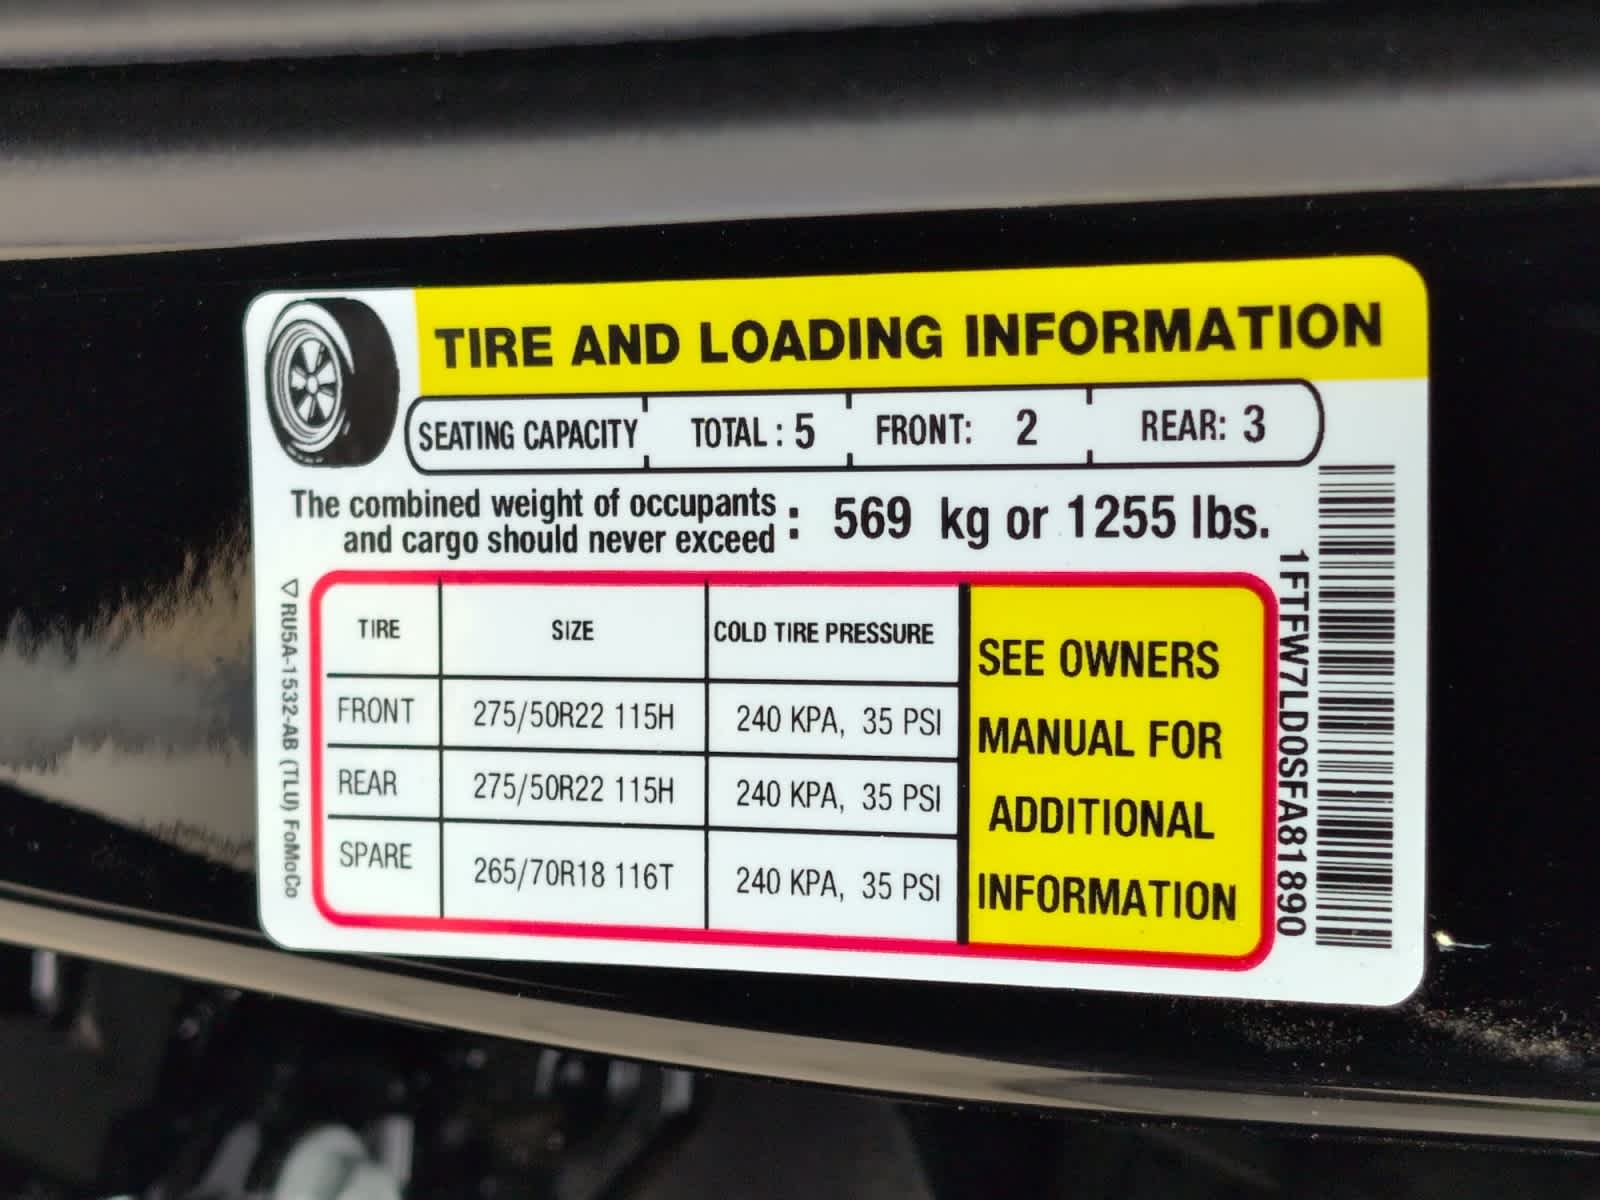 TIRE AND LOADING INFORMATION
SEATING CAPACITY TOTAL : 5 FRONT: 2 REAR: 3
The combined weight of occupants
and cargo should never exceed : 569 kg or 1255 lbs.
TIRE SIZE COLD TIRE PRESSURE
FRONT 275/50R22 115H 240 KPA, 35 PSI
REAR 275/50R22 115H 240 KPA, 35 PSI
SPARE 265/70R18 116T 240 KPA, 35 PSI
SEE OWNERS
MANUAL FOR
ADDITIONAL
INFORMATION
1FTFW7LD0SFA81890
RU5A-1532-AB (TLU) FoMoCo